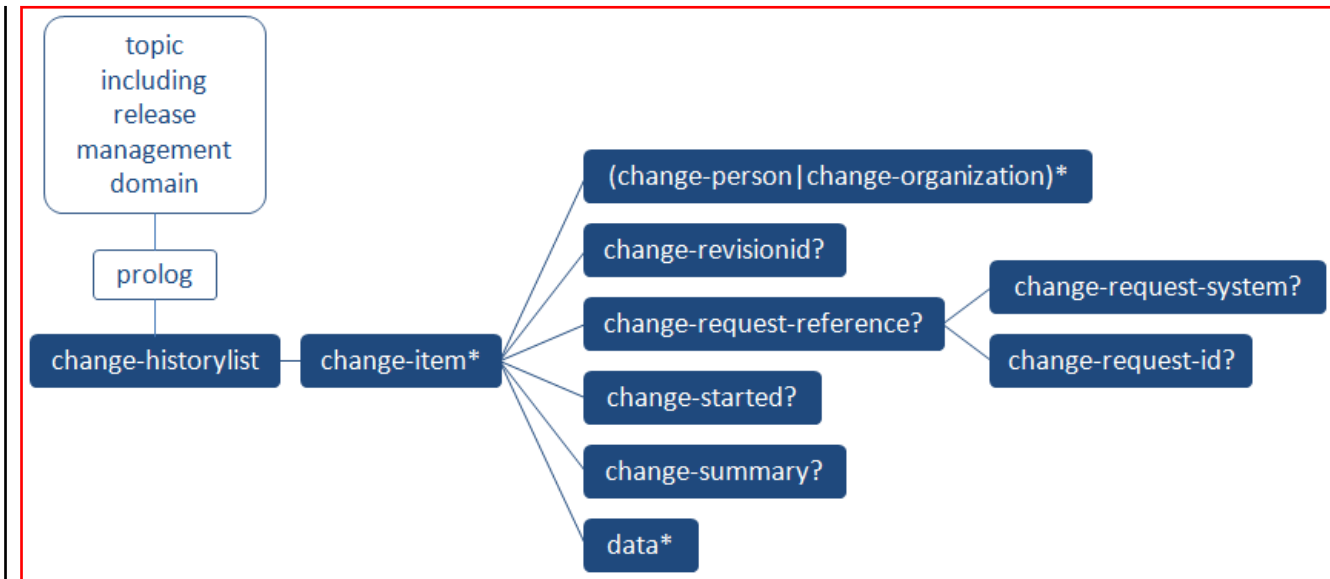 topic
including
release
management
domain
prolog
change-historylist
change-item*
(change-person|change-organization)*
change-revisionid?
change-request-reference?
change-request-system?
change-request-id?
change-started?
change-summary?
data*